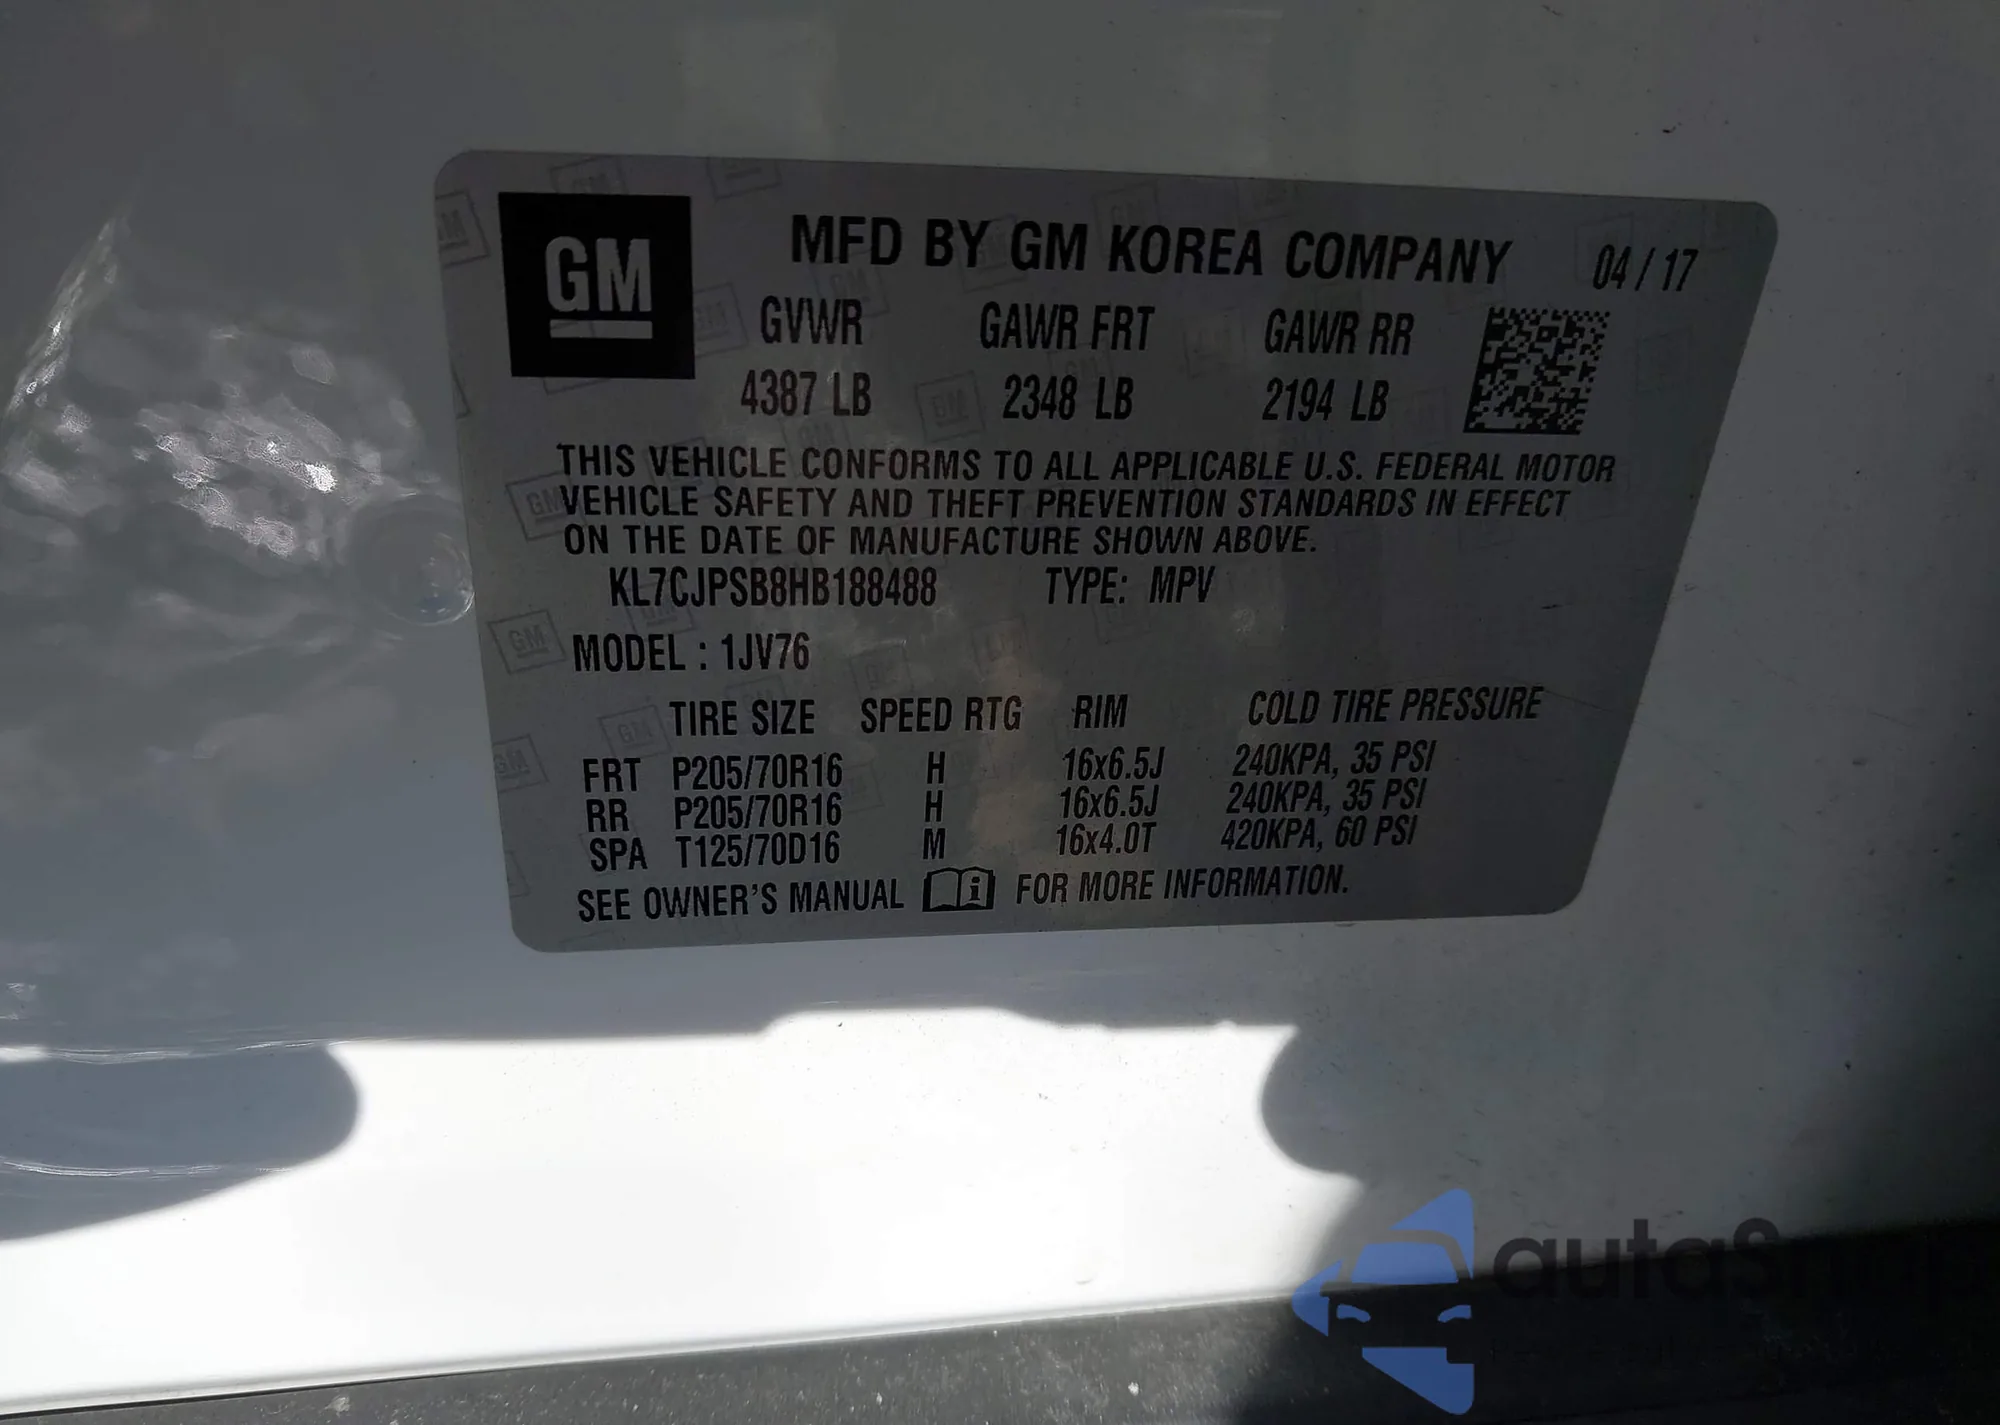 GM
MFD BY GM KOREA COMPANY 04 / 17
GVWR GAWR FRT GAWR RR
4387 LB 2348 LB 2194 LB
THIS VEHICLE CONFORMS TO ALL APPLICABLE U.S. FEDERAL MOTOR
VEHICLE SAFETY AND THEFT PREVENTION STANDARDS IN EFFECT
ON THE DATE OF MANUFACTURE SHOWN ABOVE.
KL7CJPSB8HB188488 TYPE: MPV
MODEL : 1JV76
TIRE SIZE SPEED RTG RIM COLD TIRE PRESSURE
FRT P205/70R16 H 16x6.5J 240KPA, 35 PSI
RR P205/70R16 H 16x6.5J 240KPA, 35 PSI
SPA T125/70D16 M 16x4.0T 420KPA, 60 PSI
SEE OWNER'S MANUAL i FOR MORE INFORMATION.